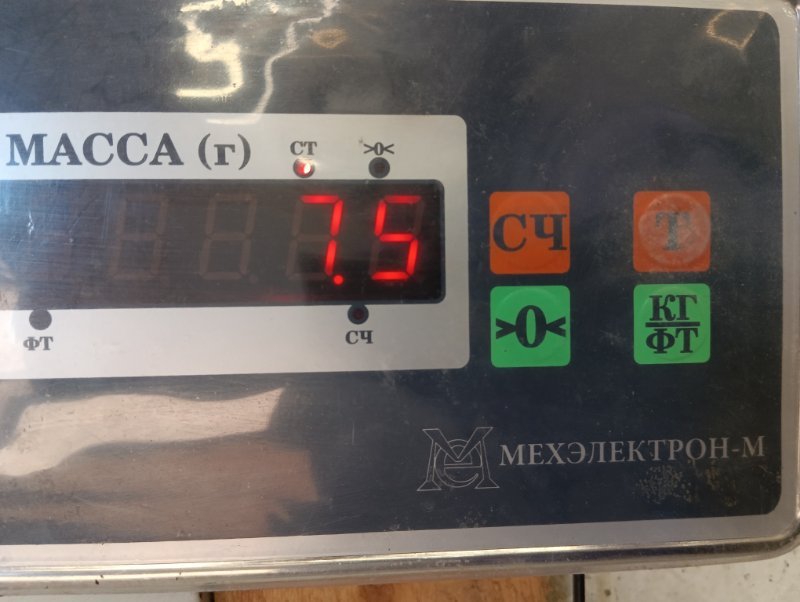 МАССА (г)
СТ
>0<
7.5
ФТ
СЧ
СЧ
Т
>0<
КГ
ФТ
МЕХЭЛЕКТРОН-М